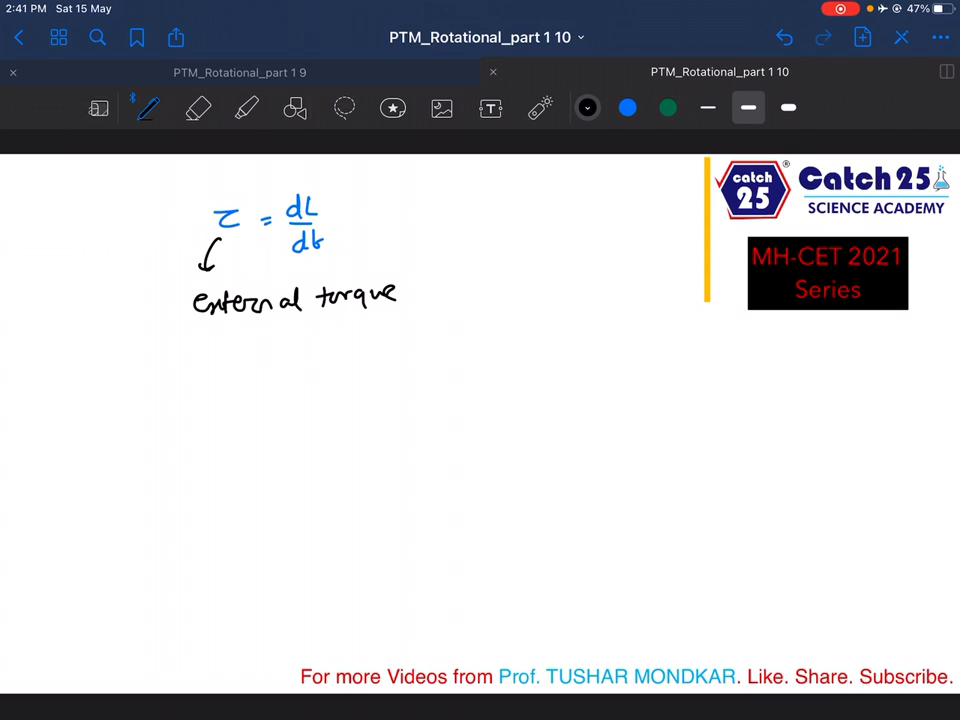 2:41 PM Sat 15 May
47%
PTM_Rotational_part 1 10
PTM_Rotational_part 1 9
PTM_Rotational_part 1 10
τ = dL/dt
external torque
catch 25
Catch 25
SCIENCE ACADEMY
MH-CET 2021
Series
For more Videos from Prof. TUSHAR MONDKAR. Like. Share. Subscribe.